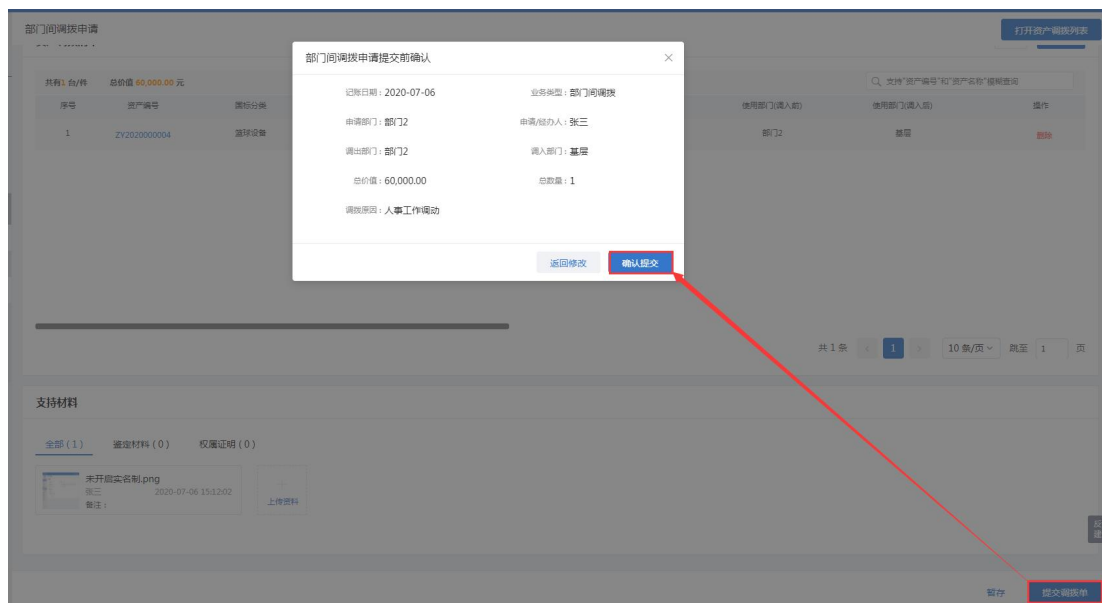 部门间调拨申请
打开资产调拨列表
部门间调拨申请提交前确认
记账日期：2020-07-06
业务类型：部门间调拨
申请部门：部门2
申请/经办人：张三
调出部门：部门2
调入部门：基层
总价值：60,000.00
总数量：1
调拨原因：人事工作调动
返回修改
确认提交
共有1 台/件 总价值 60,000.00 元
支持"资产编号"和"资产名称"模糊查询
序号 资产编号 国标分类 使用部门(调入前) 使用部门(调入后) 操作
1 ZY2020000004 篮球设备 部门2 基层 删除
共 1 条 1 10 条/页 跳至 1 页
支持材料
全部 ( 1 ) 鉴定材料 ( 0 ) 权属证明 ( 0 )
未开启实名制.png
张三 2020-07-06 15:12:02
备注：
上传资料
暂存
提交调拨单